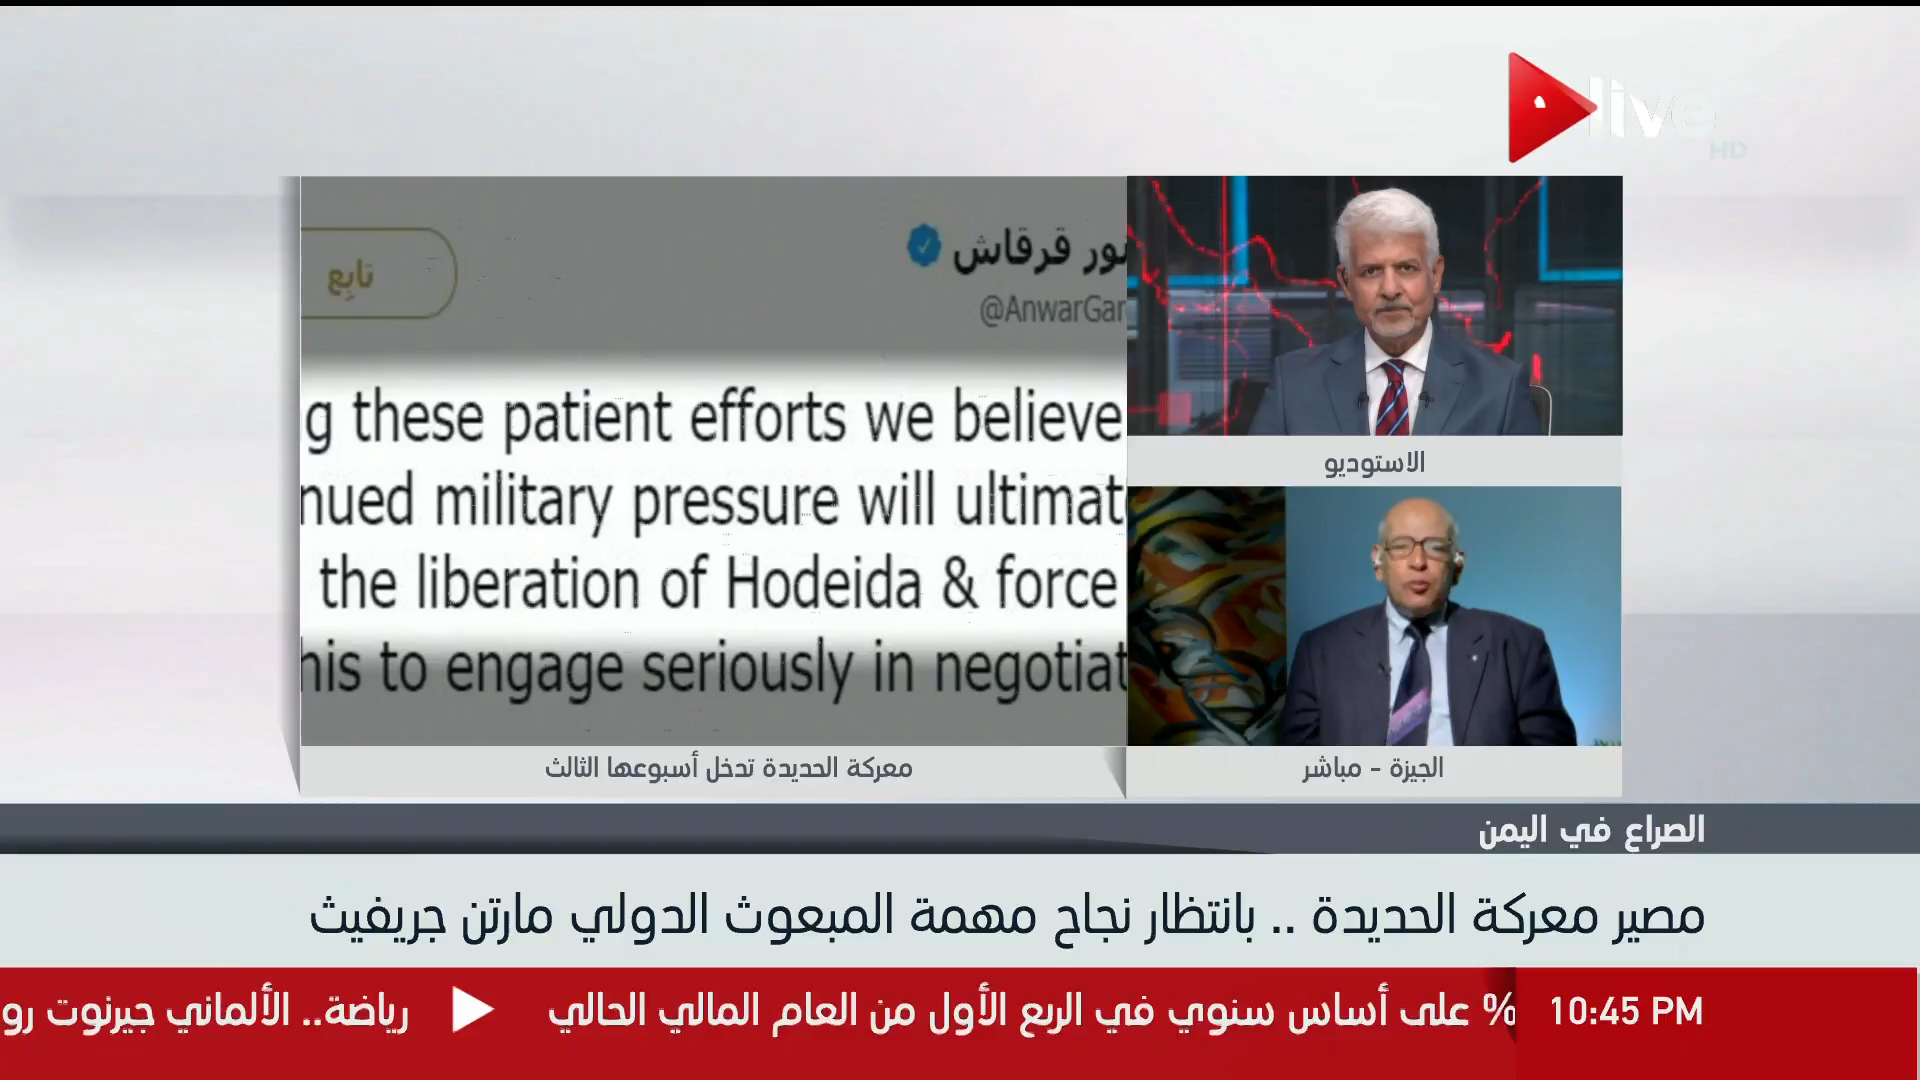 live
HD
نور قرقاش
تابِع
@AnwarGar
g these patient efforts we believe
nued military pressure will ultimat
the liberation of Hodeida & force
his to engage seriously in negotiat
الاستوديو
معركة الحديدة تدخل أسبوعها الثالث
الجيزة - مباشر
الصراع في اليمن
مصير معركة الحديدة .. بانتظار نجاح مهمة المبعوث الدولي مارتن جريفيث
% على أساس سنوي في الربع الأول من العام المالي الحالي ▶ رياضة.. الألماني جيرنوت رو
10:45 PM